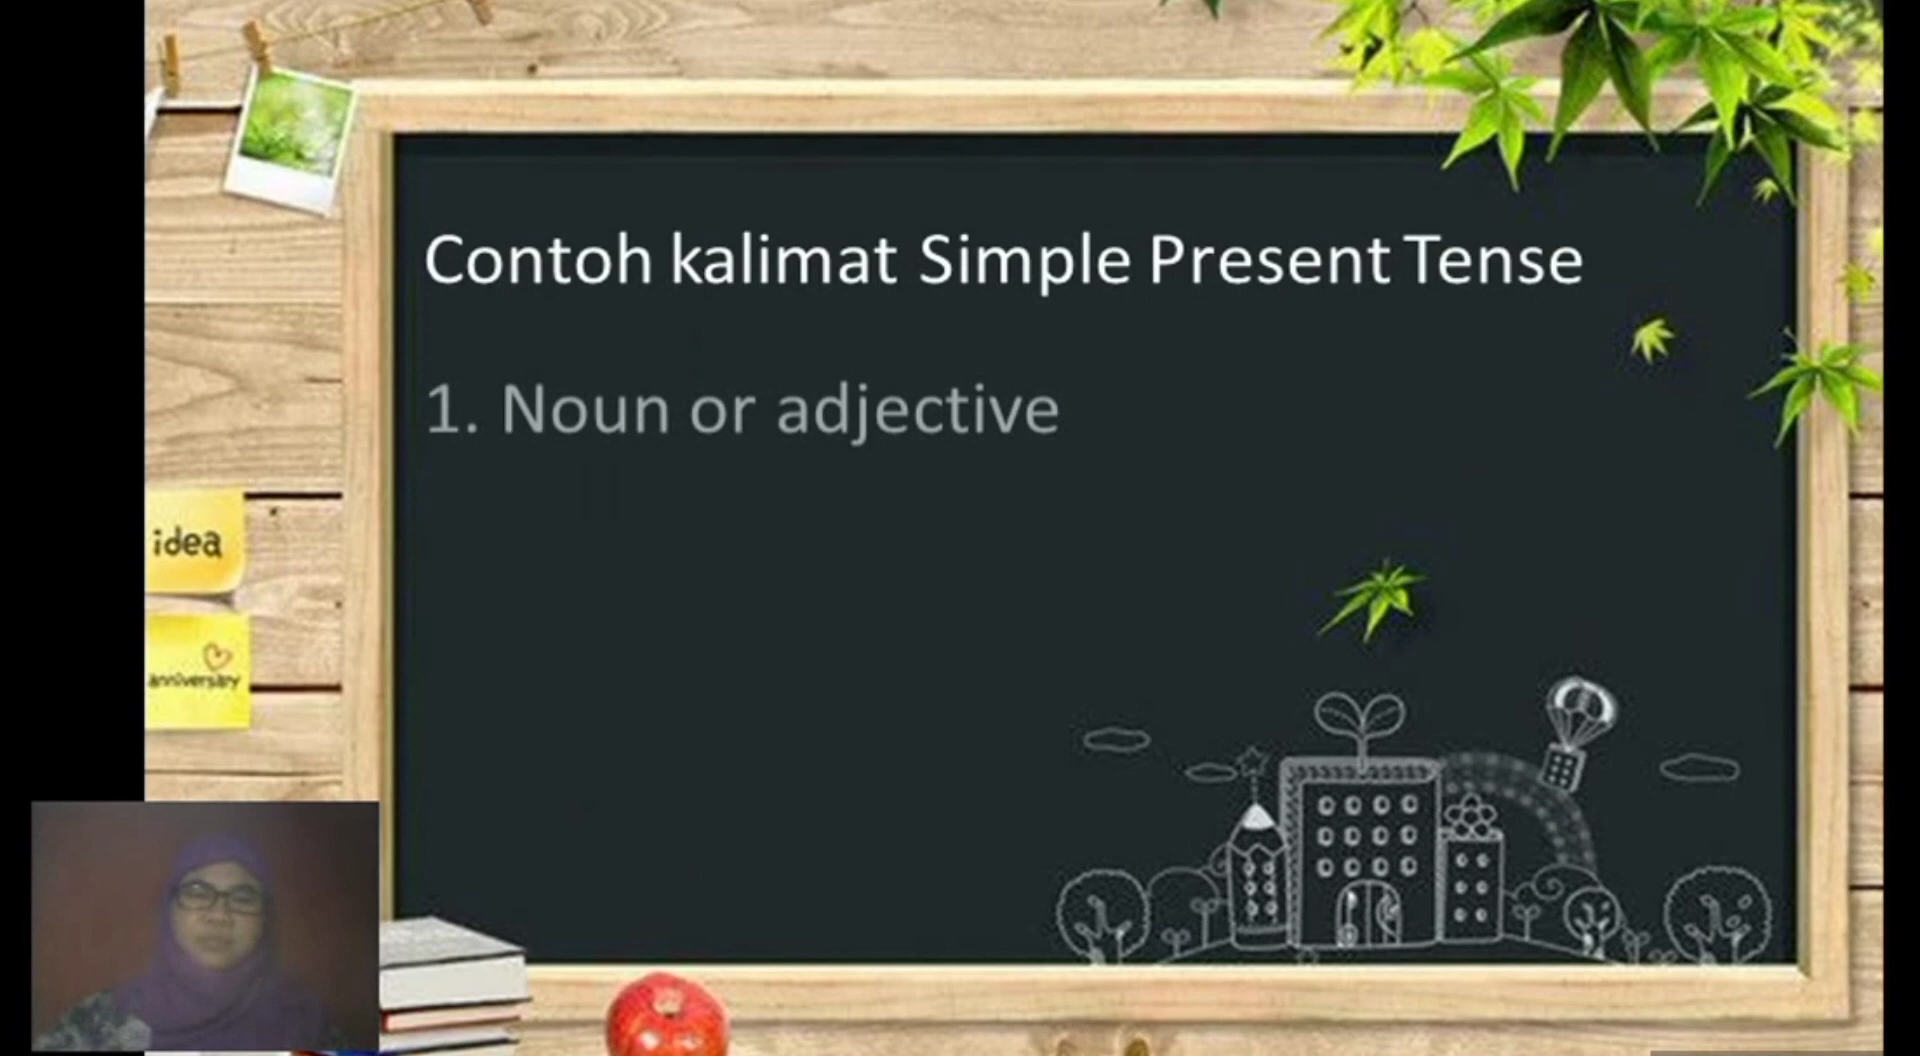 Contoh kalimat Simple Present Tense
1. Noun or adjective
idea
anniversary